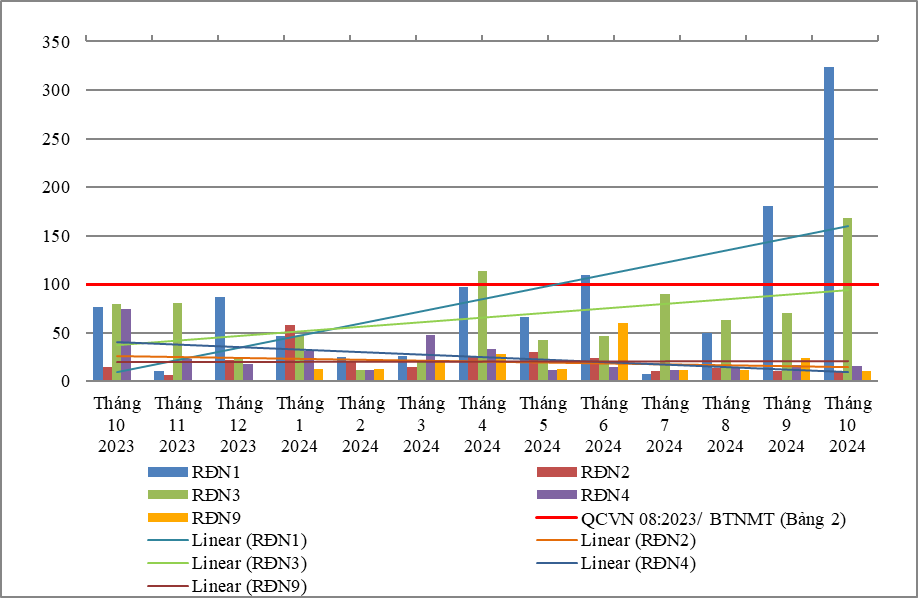 350
300
250
200
150
100
50
0
Tháng Tháng Tháng Tháng Tháng Tháng Tháng Tháng Tháng Tháng Tháng Tháng Tháng
10 11 12 1 2 3 4 5 6 7 8 9 10
2023 2023 2023 2024 2024 2024 2024 2024 2024 2024 2024 2024 2024
RĐN1 RĐN2
RĐN3 RĐN4
RĐN9 QCVN 08:2023/ BTNMT (Bảng 2)
Linear (RĐN1) Linear (RĐN2)
Linear (RĐN3) Linear (RĐN4)
Linear (RĐN9)